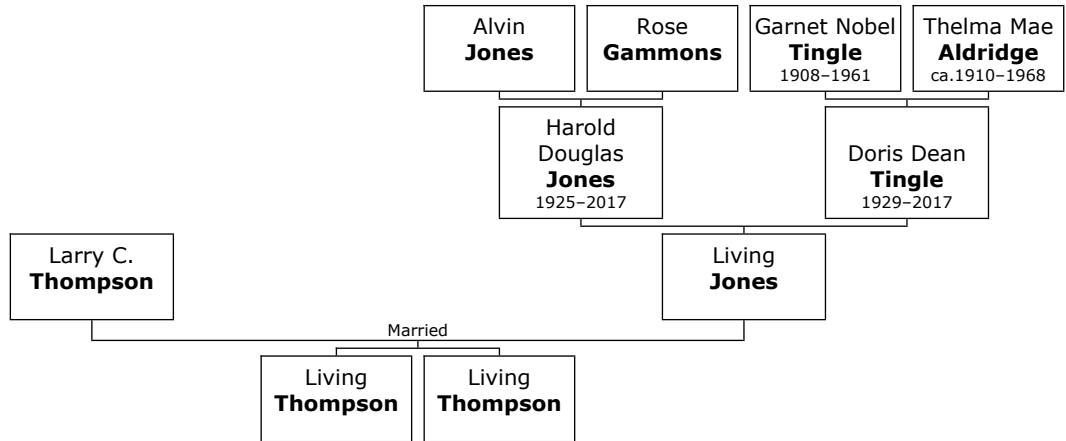 Alvin
Jones
Rose
Gammons
Garnet Nobel
Tingle
1908–1961
Thelma Mae
Aldridge
ca.1910–1968
Harold
Douglas
Jones
1925–2017
Doris Dean
Tingle
1929–2017
Larry C.
Thompson
Living
Jones
Married
Living
Thompson
Living
Thompson